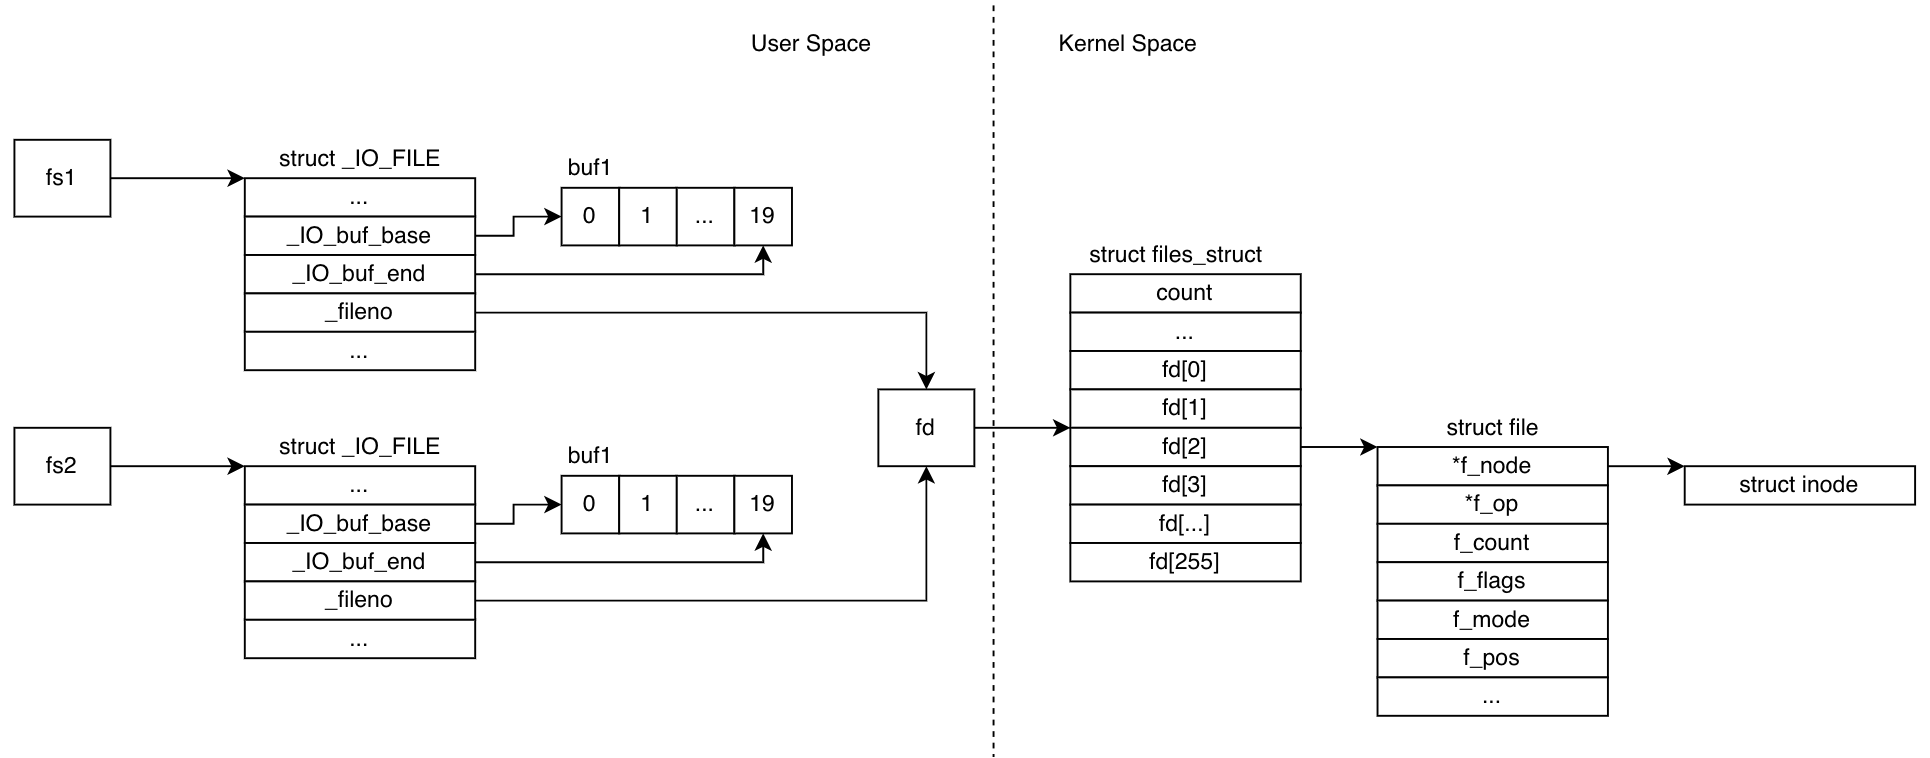 User Space
Kernel Space
fs1
struct _IO_FILE
...
_IO_buf_base
_IO_buf_end
_fileno
...
buf1
0 1 ... 19
fs2
struct _IO_FILE
...
_IO_buf_base
_IO_buf_end
_fileno
...
buf1
0 1 ... 19
fd
struct files_struct
count
...
fd[0]
fd[1]
fd[2]
fd[3]
fd[...]
fd[255]
struct file
*f_node
*f_op
f_count
f_flags
f_mode
f_pos
...
struct inode